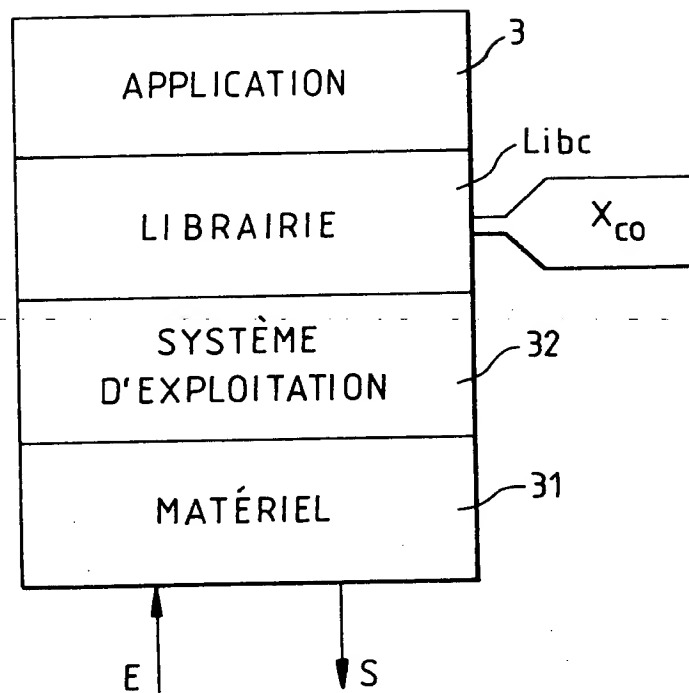 3
APPLICATION
Libc
LIBRAIRIE
X_co
SYSTÈME
D'EXPLOITATION
32
MATÉRIEL
31
E
S